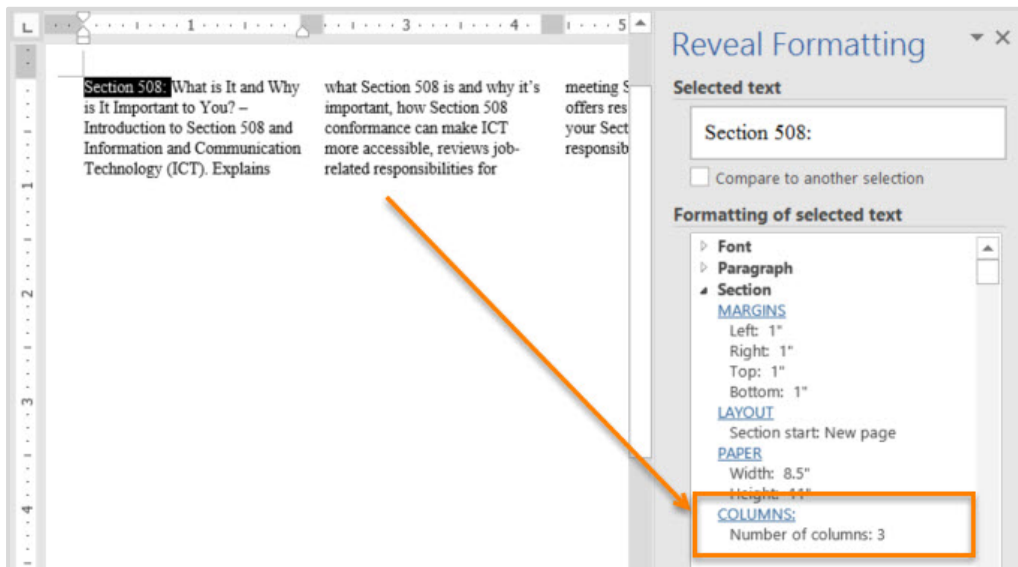 1 3 4 5
Reveal Formatting
Selected text
Section 508:
Compare to another selection
Formatting of selected text
Font
Paragraph
Section
MARGINS
Left: 1"
Right: 1"
Top: 1"
Bottom: 1"
LAYOUT
Section start: New page
PAPER
Width: 8.5"
Height: 11"
COLUMNS:
Number of columns: 3
Section 508: What is It and Why
is It Important to You? –
Introduction to Section 508 and
Information and Communication
Technology (ICT). Explains
what Section 508 is and why it's
important, how Section 508
conformance can make ICT
more accessible, reviews job-
related responsibilities for
meeting S
offers res
your Sect
responsib
1
2
3
4